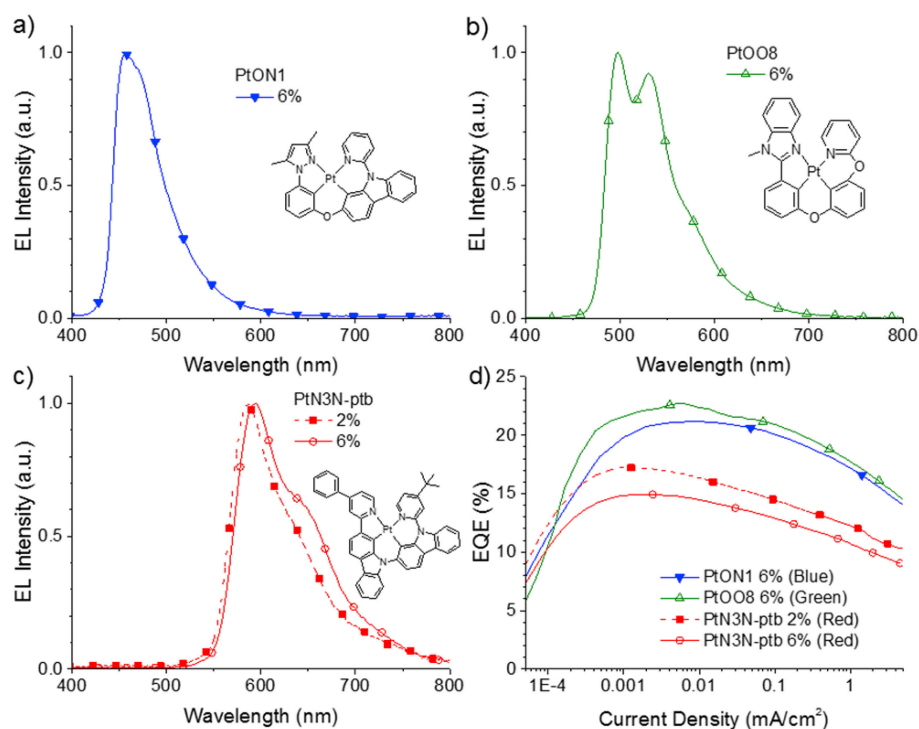 a)
PtON1
6%
EL Intensity (a.u.)
1.0
0.5
0.0
400 500 600 700 800
Wavelength (nm)
N
N
N
Pt
N
O
b)
PtOO8
6%
EL Intensity (a.u.)
1.0
0.5
0.0
400 500 600 700 800
Wavelength (nm)
N
N
N
Pt
O
O
c)
PtN3N-ptb
2%
6%
EL Intensity (a.u.)
1.0
0.5
0.0
400 500 600 700 800
Wavelength (nm)
N
N
Pt
N
N
d)
EQE (%)
25
20
15
10
5
0
1E-4 0.001 0.01 0.1 1
Current Density (mA/cm²)
PtON1 6% (Blue)
PtOO8 6% (Green)
PtN3N-ptb 2% (Red)
PtN3N-ptb 6% (Red)